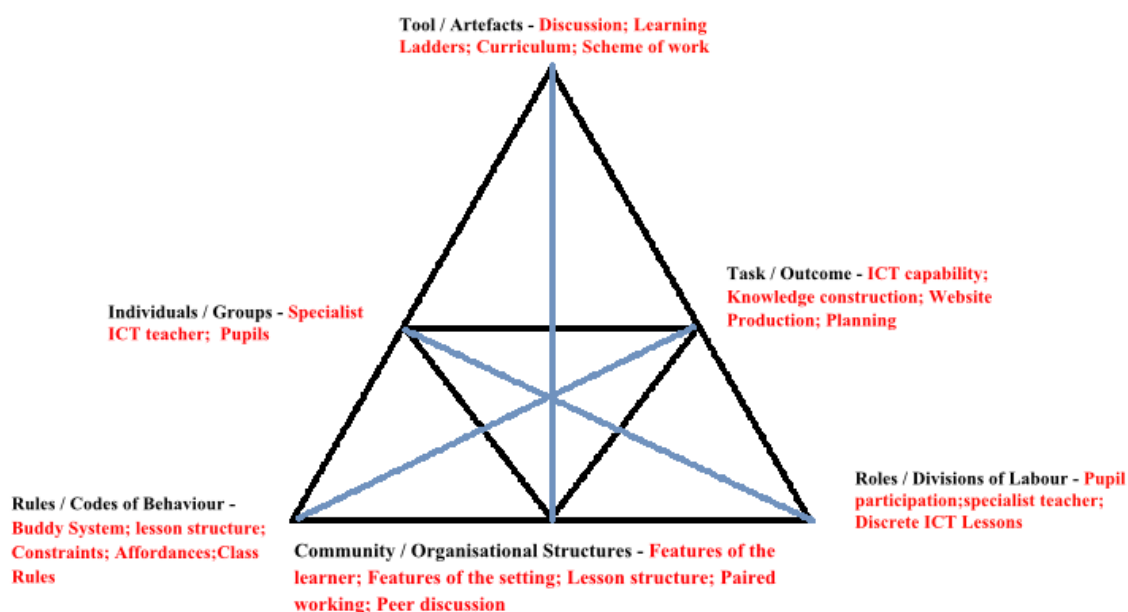 Tool / Artefacts - Discussion; Learning
Ladders; Curriculum; Scheme of work
Individuals / Groups - Specialist
ICT teacher; Pupils
Task / Outcome - ICT capability;
Knowledge construction; Website
Production; Planning
Rules / Codes of Behaviour -
Buddy System; lesson structure;
Constraints; Affordances;Class
Rules
Community / Organisational Structures - Features of the
learner; Features of the setting; Lesson structure; Paired
working; Peer discussion
Roles / Divisions of Labour - Pupil
participation;specialist teacher;
Discrete ICT Lessons